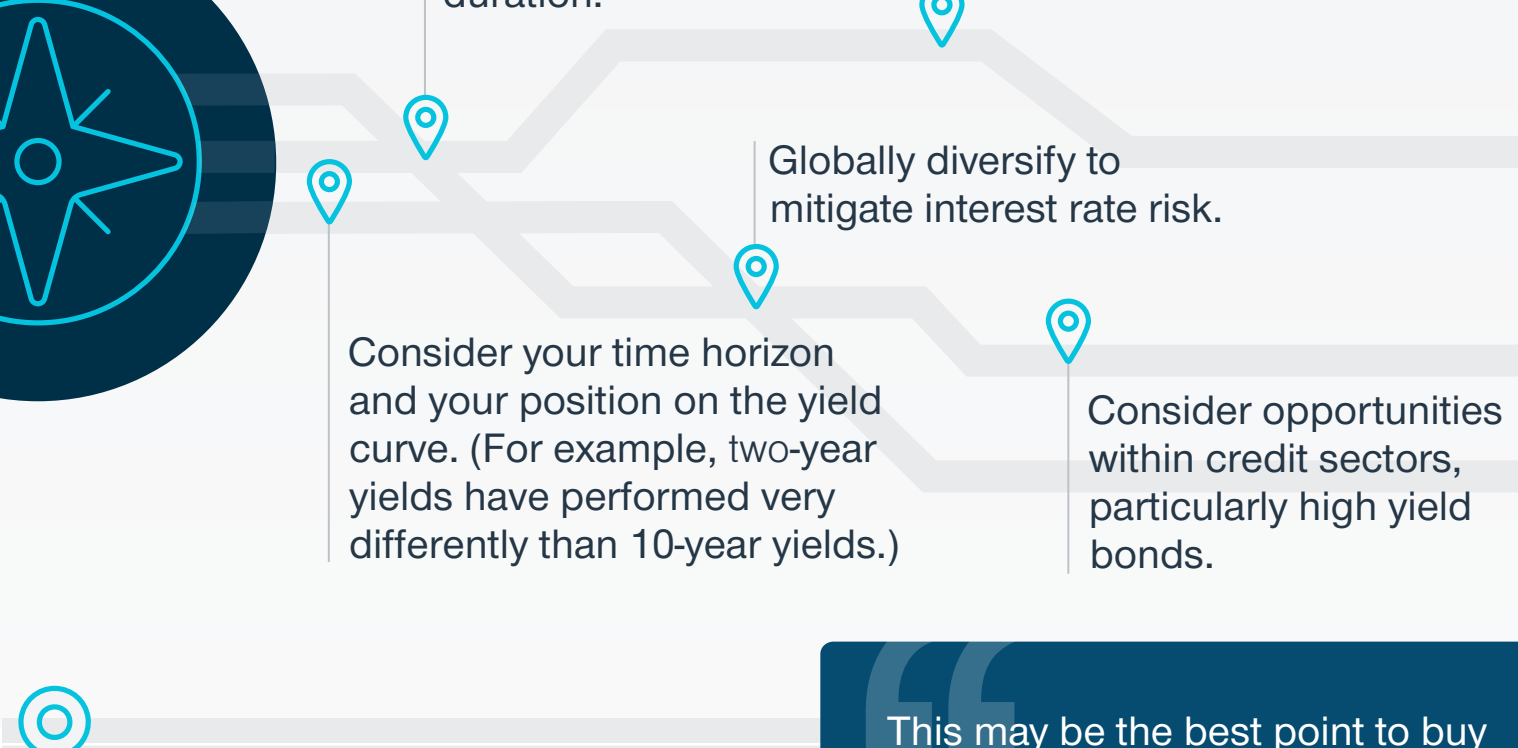 duration.
Globally diversify to
mitigate interest rate risk.
Consider your time horizon
and your position on the yield
curve. (For example, two-year
yields have performed very
differently than 10-year yields.)
Consider opportunities
within credit sectors,
particularly high yield
bonds.
“
This may be the best point to buy